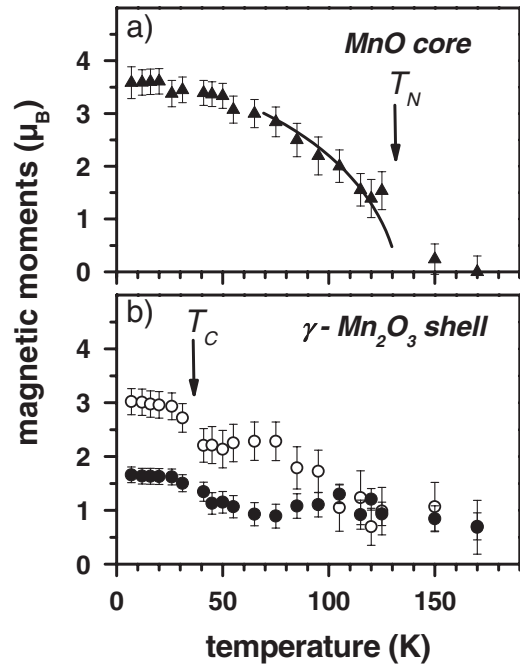 a)
MnO core
T_N
4
3
2
1
0
magnetic moments (μ_B)
b)
T_C
γ - Mn₂O₃ shell
4
3
2
1
0
0 50 100 150
temperature (K)